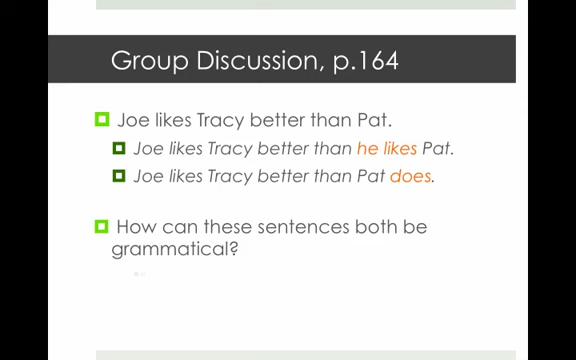 Group Discussion, p.164
Joe likes Tracy better than Pat.
Joe likes Tracy better than he likes Pat.
Joe likes Tracy better than Pat does.
How can these sentences both be
grammatical?